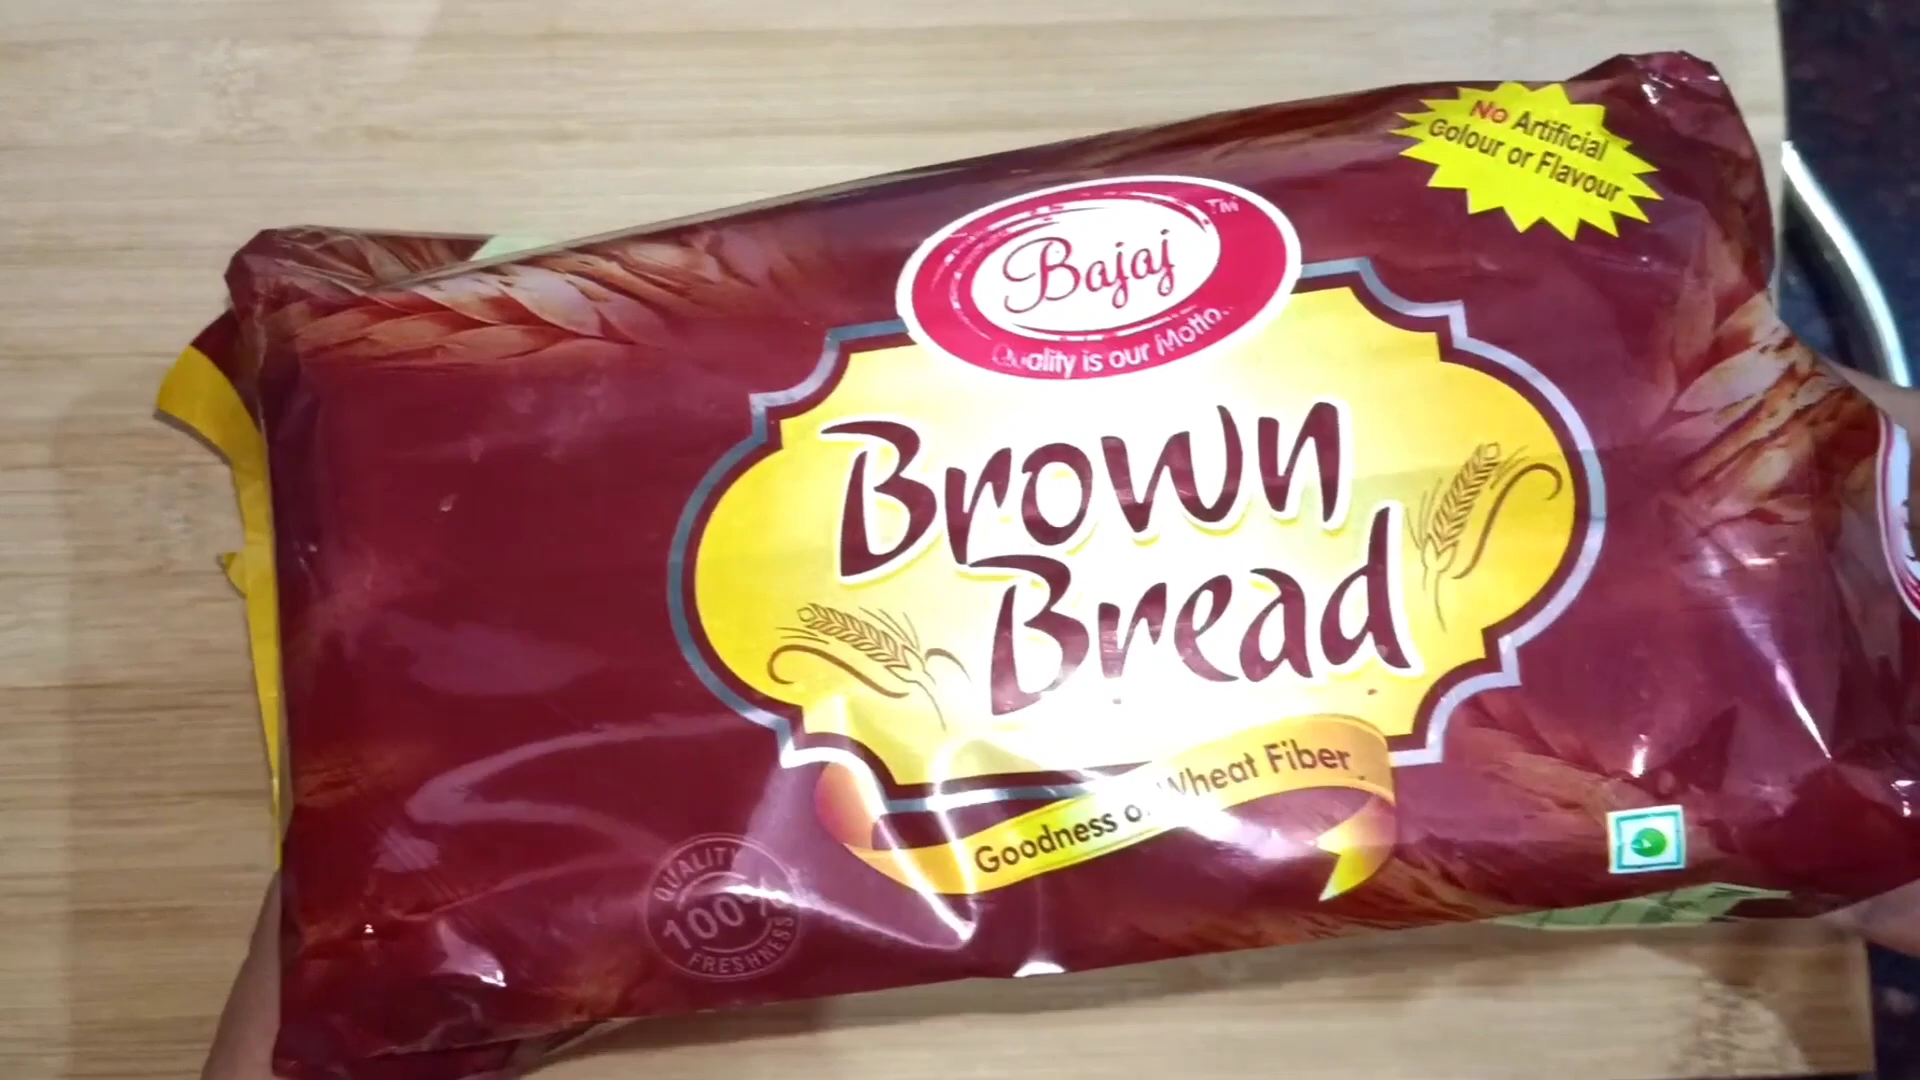 No Artificial
Colour or Flavour
Bajaj
TM
Quality is our Motto.
Brown
Bread
Goodness of Wheat Fiber
QUALITY
100%
FRESHNESS